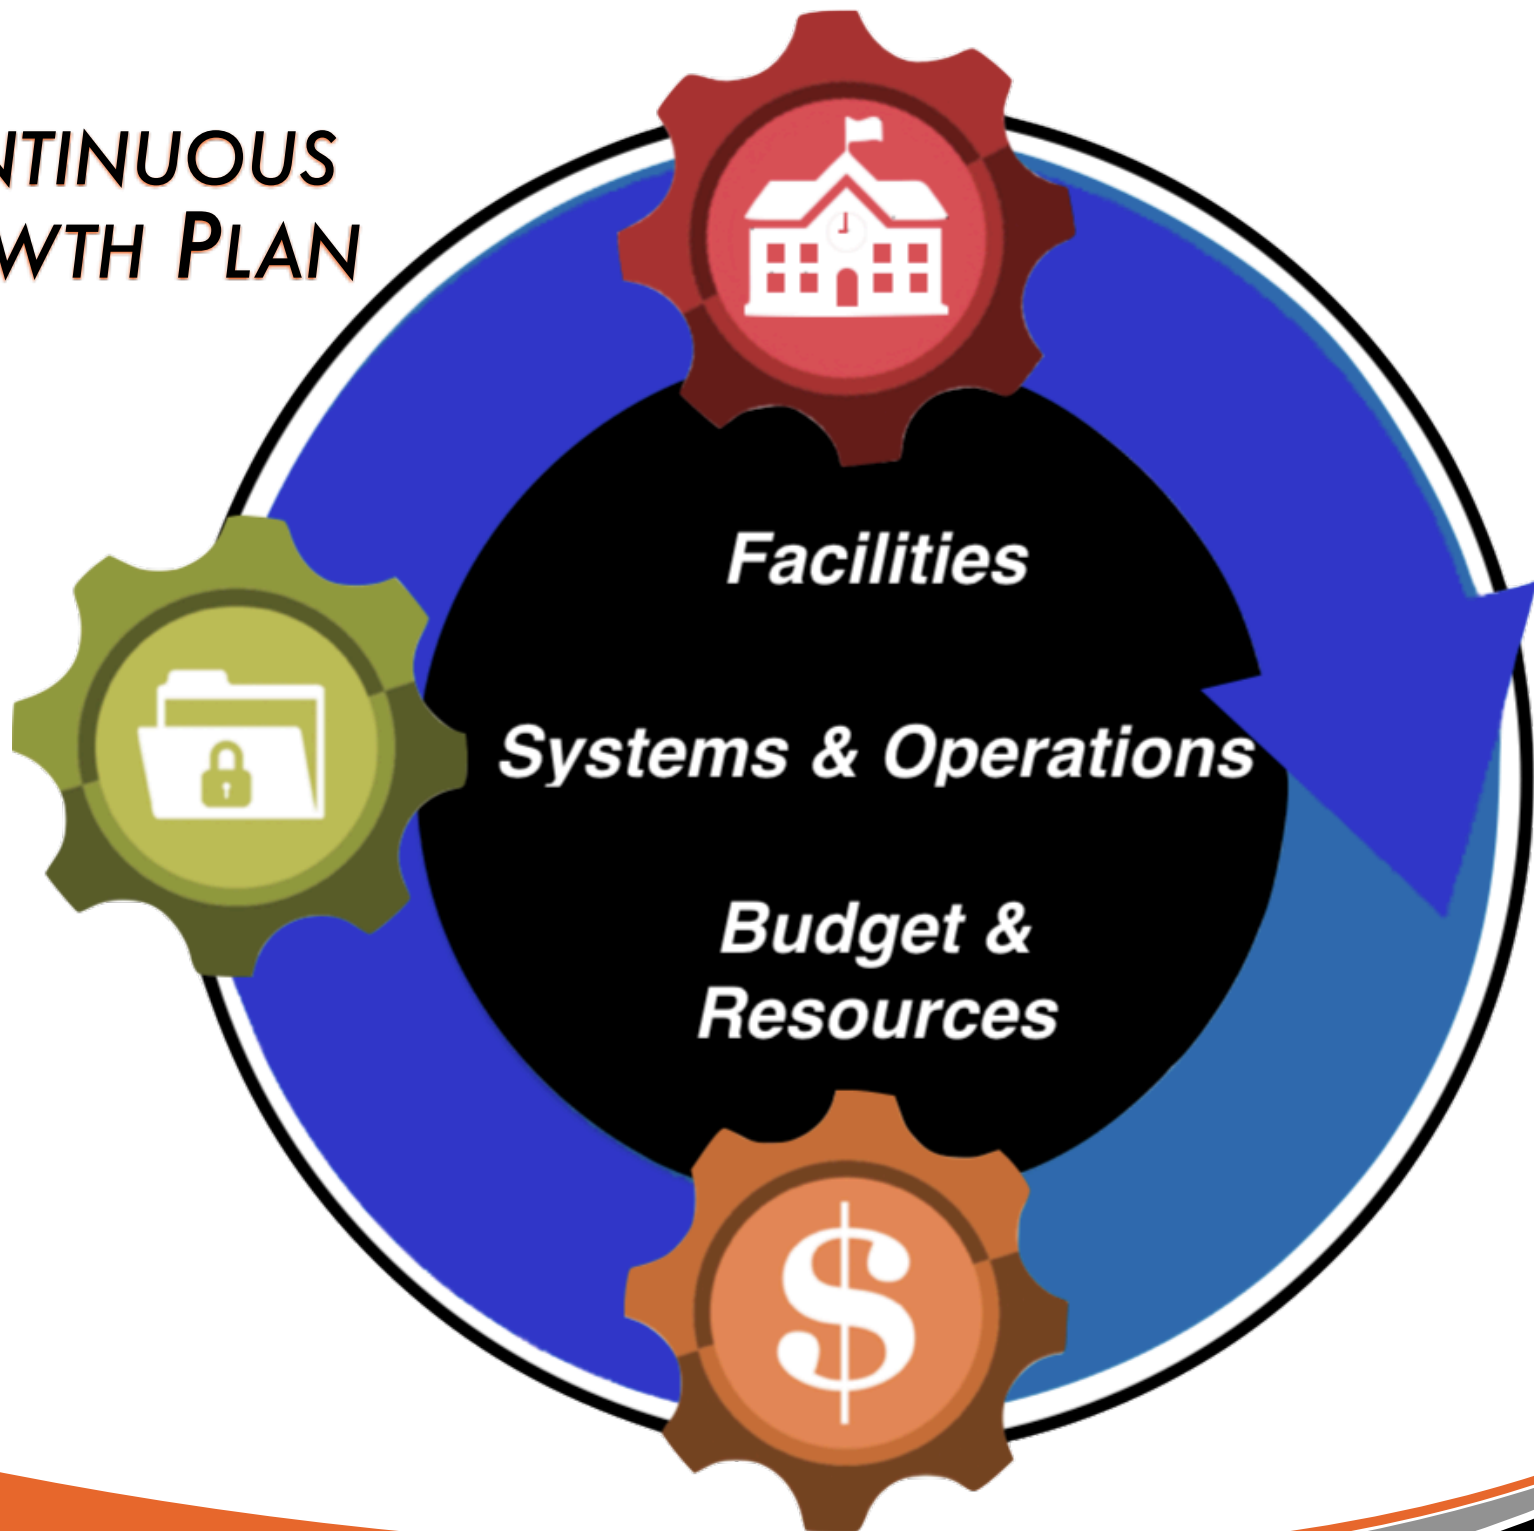 NTINUOUS
WTH PLAN
Facilities
Systems & Operations
Budget &
Resources
$